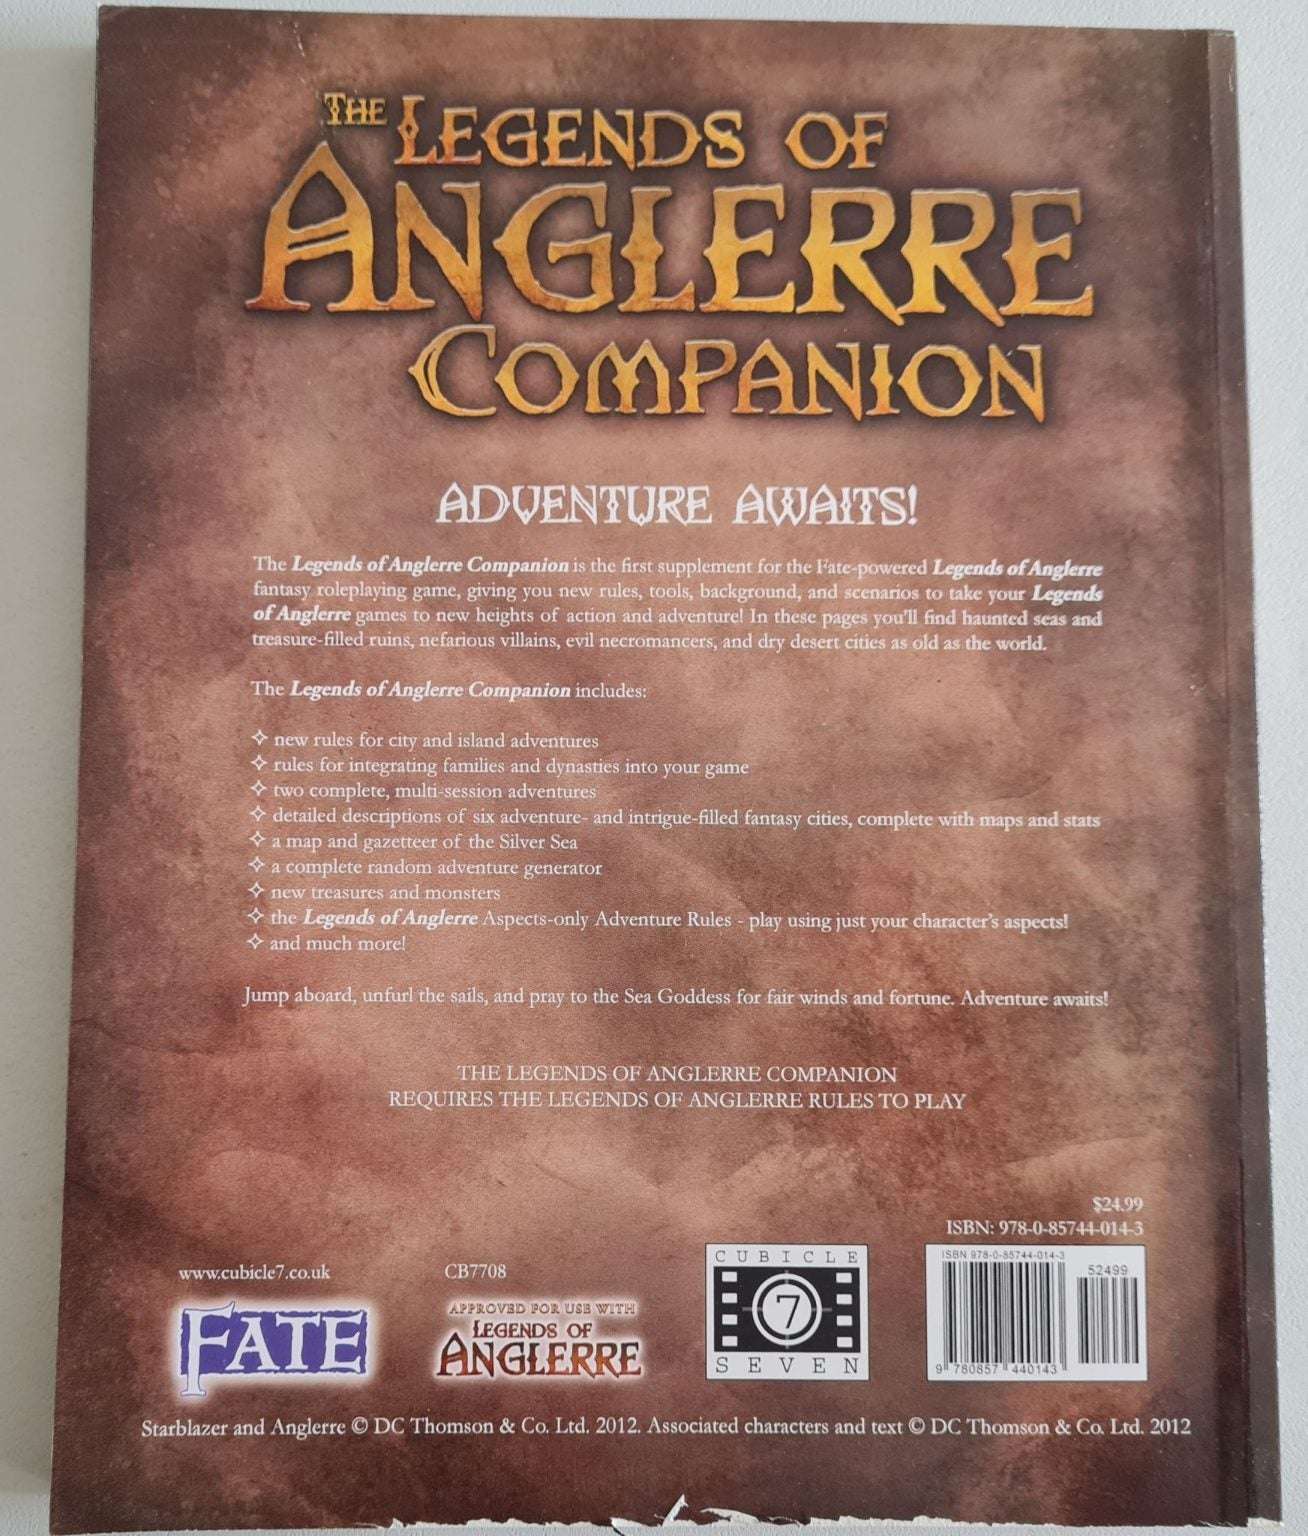 THE LEGENDS OF
ANGLERRE
COMPANION
ADVENTURE AWAITS!
The Legends of Anglerre Companion is the first supplement for the Fate-powered Legends of Anglerre
fantasy roleplaying game, giving you new rules, tools, background, and scenarios to take your Legends
of Anglerre games to new heights of action and adventure! In these pages you'll find haunted seas and
treasure-filled ruins, nefarious villains, evil necromancers, and dry desert cities as old as the world.
The Legends of Anglerre Companion includes:
✧ new rules for city and island adventures
✧ rules for integrating families and dynasties into your game
✧ two complete, multi-session adventures
✧ detailed descriptions of six adventure- and intrigue-filled fantasy cities, complete with maps and stats
✧ a map and gazetteer of the Silver Sea
✧ a complete random adventure generator
✧ new treasures and monsters
✧ the Legends of Anglerre Aspects-only Adventure Rules - play using just your character's aspects!
✧ and much more!
Jump aboard, unfurl the sails, and pray to the Sea Goddess for fair winds and fortune. Adventure awaits!
THE LEGENDS OF ANGLERRE COMPANION
REQUIRES THE LEGENDS OF ANGLERRE RULES TO PLAY
$24.99
ISBN: 978-0-85744-014-3
www.cubicle7.co.uk
CB7708
FATE
APPROVED FOR USE WITH
LEGENDS OF
ANGLERRE
CUBICLE
7
SEVEN
ISBN 978-0-85744-014-3
52499
9 780857 440143
Starblazer and Anglerre © DC Thomson & Co. Ltd. 2012. Associated characters and text © DC Thomson & Co. Ltd. 2012